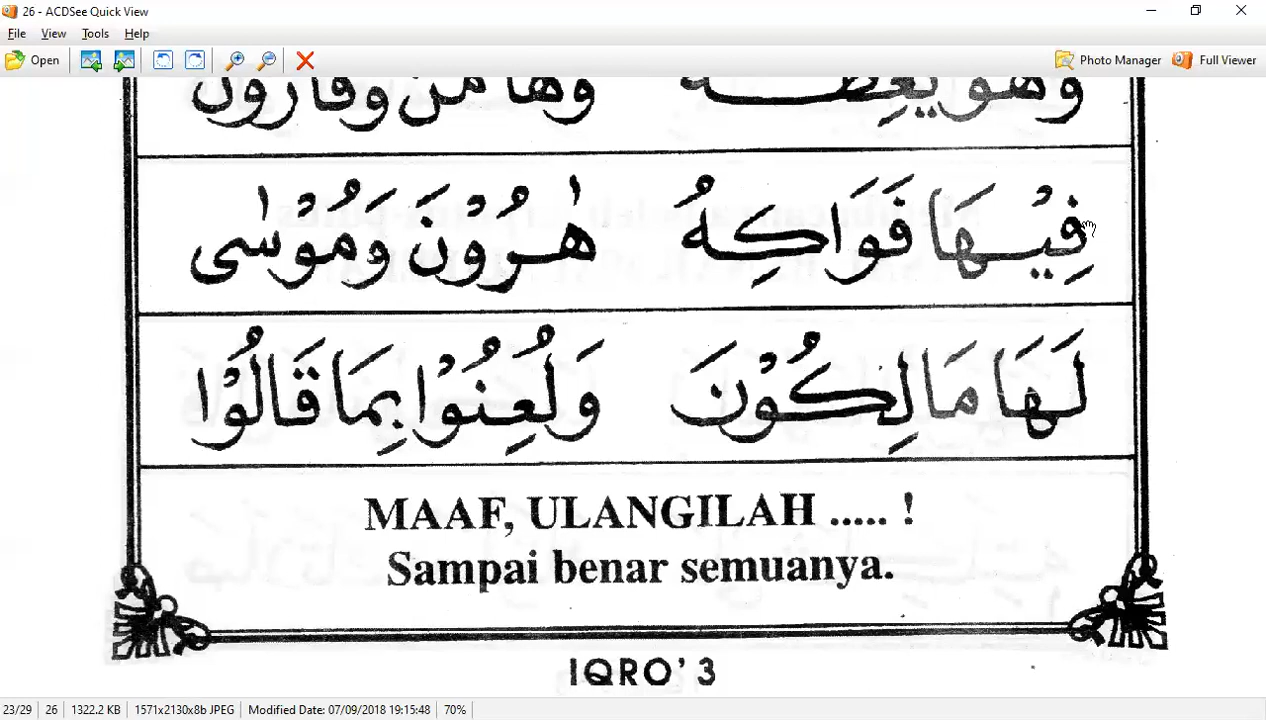 26 - ACDSee Quick View
File View Tools Help
Open Photo Manager Full Viewer
فِيْهَا فَوَاكِهُ هٰرُوْنَ وَمُوْسٰى
لَهَا مَالِكُوْنَ وَلُعِنُوْا بِمَا قَالُوْا
MAAF, ULANGILAH ..... !
Sampai benar semuanya.
IQRO' 3
23/29 26 1322.2 KB 1571x2130x8b JPEG Modified Date: 07/09/2018 19:15:48 70%